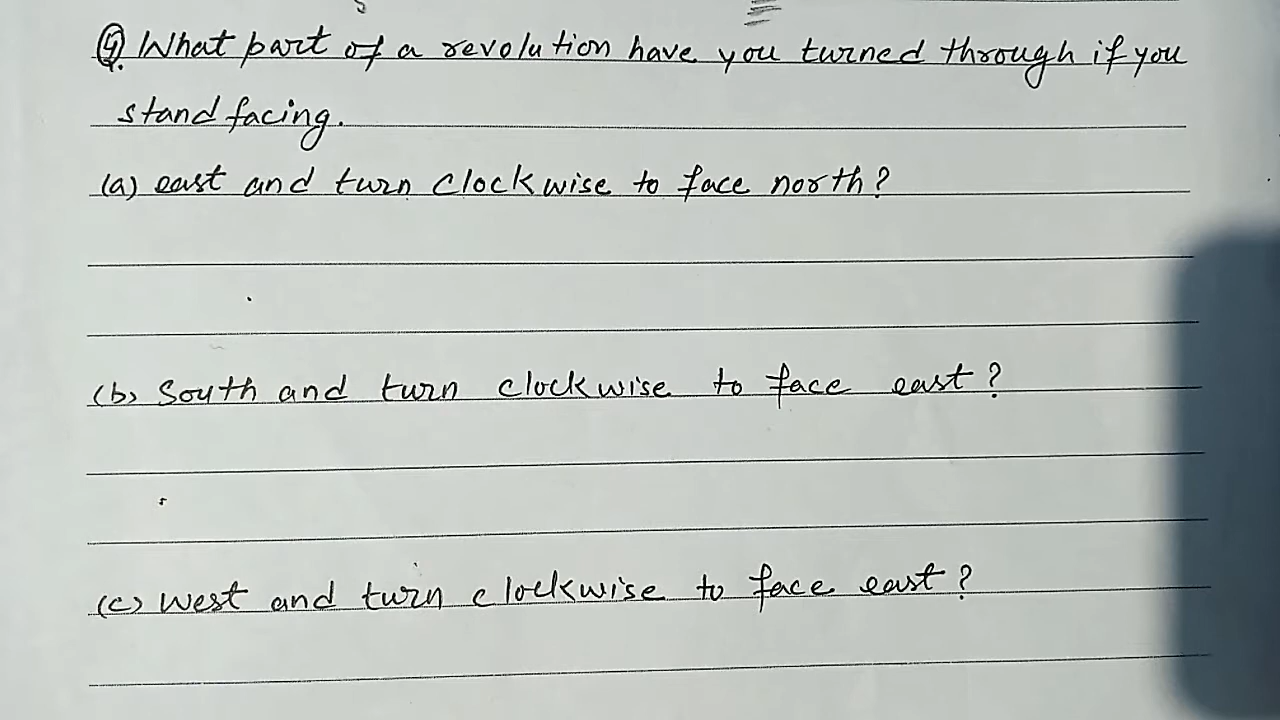 Q. What part of a revolution have you turned through if you
stand facing.
(a) east and turn clockwise to face north?
(b) South and turn clockwise to face east?
(c) West and turn clockwise to face east?